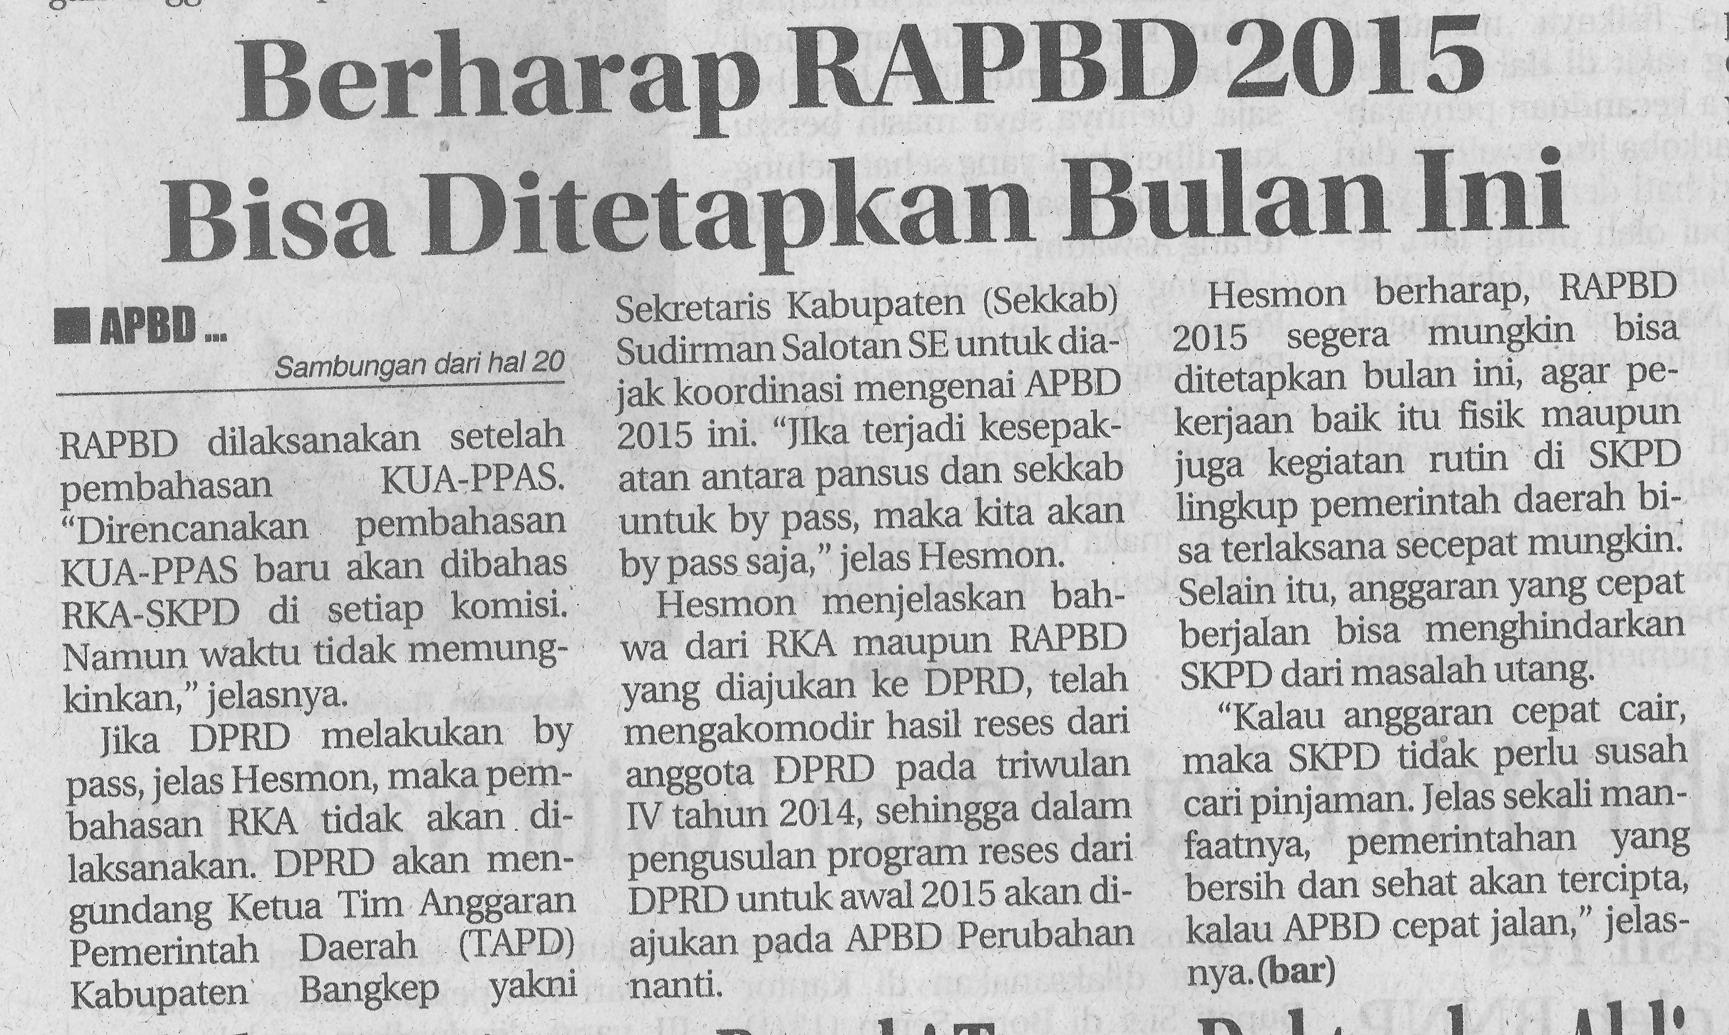 Berharap RAPBD 2015
Bisa Ditetapkan Bulan Ini
■ APBD ...
Sambungan dari hal 20
RAPBD dilaksanakan setelah
pembahasan KUA-PPAS.
“Direncanakan pembahasan
KUA-PPAS baru akan dibahas
RKA-SKPD di setiap komisi.
Namun waktu tidak memung-
kinkan,” jelasnya.
Jika DPRD melakukan by
pass, jelas Hesmon, maka pem-
bahasan RKA tidak akan di-
laksanakan. DPRD akan men-
gundang Ketua Tim Anggaran
Pemerintah Daerah (TAPD)
Kabupaten Bangkep yakni
Sekretaris Kabupaten (Sekkab)
Sudirman Salotan SE untuk dia-
jak koordinasi mengenai APBD
2015 ini. “JIka terjadi kesepak-
atan antara pansus dan sekkab
untuk by pass, maka kita akan
by pass saja,” jelas Hesmon.
Hesmon menjelaskan bah-
wa dari RKA maupun RAPBD
yang diajukan ke DPRD, telah
mengakomodir hasil reses dari
anggota DPRD pada triwulan
IV tahun 2014, sehingga dalam
pengusulan program reses dari
DPRD untuk awal 2015 akan di-
ajukan pada APBD Perubahan
nanti.
Hesmon berharap, RAPBD
2015 segera mungkin bisa
ditetapkan bulan ini, agar pe-
kerjaan baik itu fisik maupun
juga kegiatan rutin di SKPD
lingkup pemerintah daerah bi-
sa terlaksana secepat mungkin.
Selain itu, anggaran yang cepat
berjalan bisa menghindarkan
SKPD dari masalah utang.
“Kalau anggaran cepat cair,
maka SKPD tidak perlu susah
cari pinjaman. Jelas sekali man-
faatnya, pemerintahan yang
bersih dan sehat akan tercipta,
kalau APBD cepat jalan,” jelas-
nya.(bar)